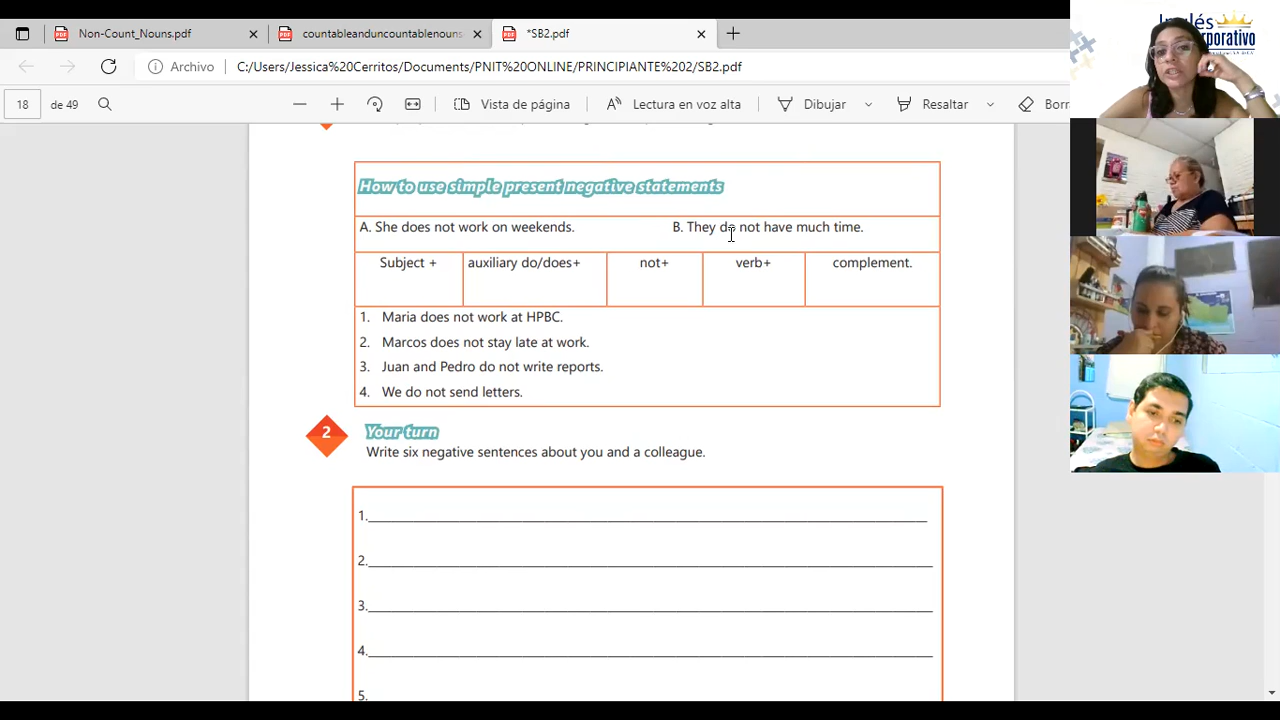 Non-Count_Nouns.pdf
countableanduncountablenouns
*SB2.pdf
Archivo
C:/Users/Jessica%20Cerritos/Documents/PNIT%20ONLINE/PRINCIPIANTE%202/SB2.pdf
18
de 49
Vista de página
Lectura en voz alta
Dibujar
Resaltar
Borr
Inglés
orporativo
How to use simple present negative statements
A. She does not work on weekends.
B. They do not have much time.
Subject +
auxiliary do/does+
not+
verb+
complement.
1. Maria does not work at HPBC.
2. Marcos does not stay late at work.
3. Juan and Pedro do not write reports.
4. We do not send letters.
2
Your turn
Write six negative sentences about you and a colleague.
1.
2.
3.
4.
5.